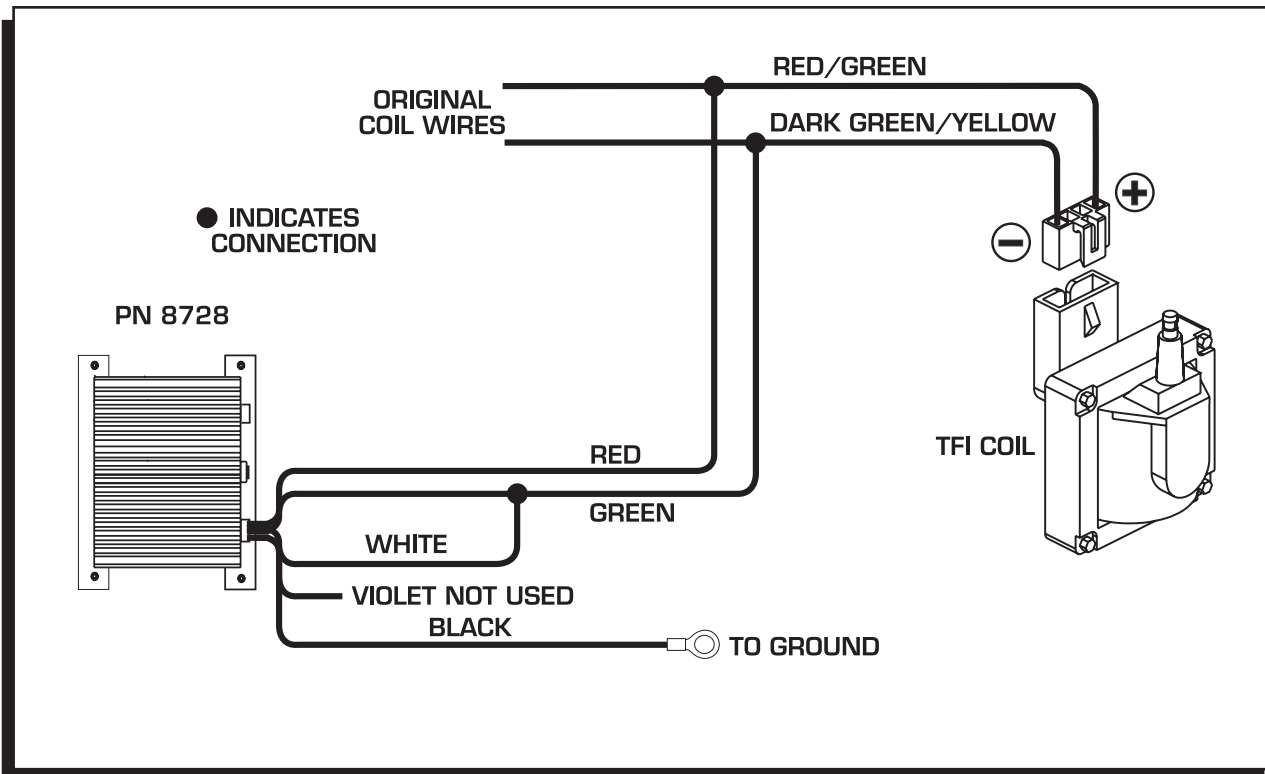 RED/GREEN
ORIGINAL
COIL WIRES
DARK GREEN/YELLOW
● INDICATES
CONNECTION
+
−
PN 8728
TFI COIL
RED
GREEN
WHITE
VIOLET NOT USED
BLACK
TO GROUND